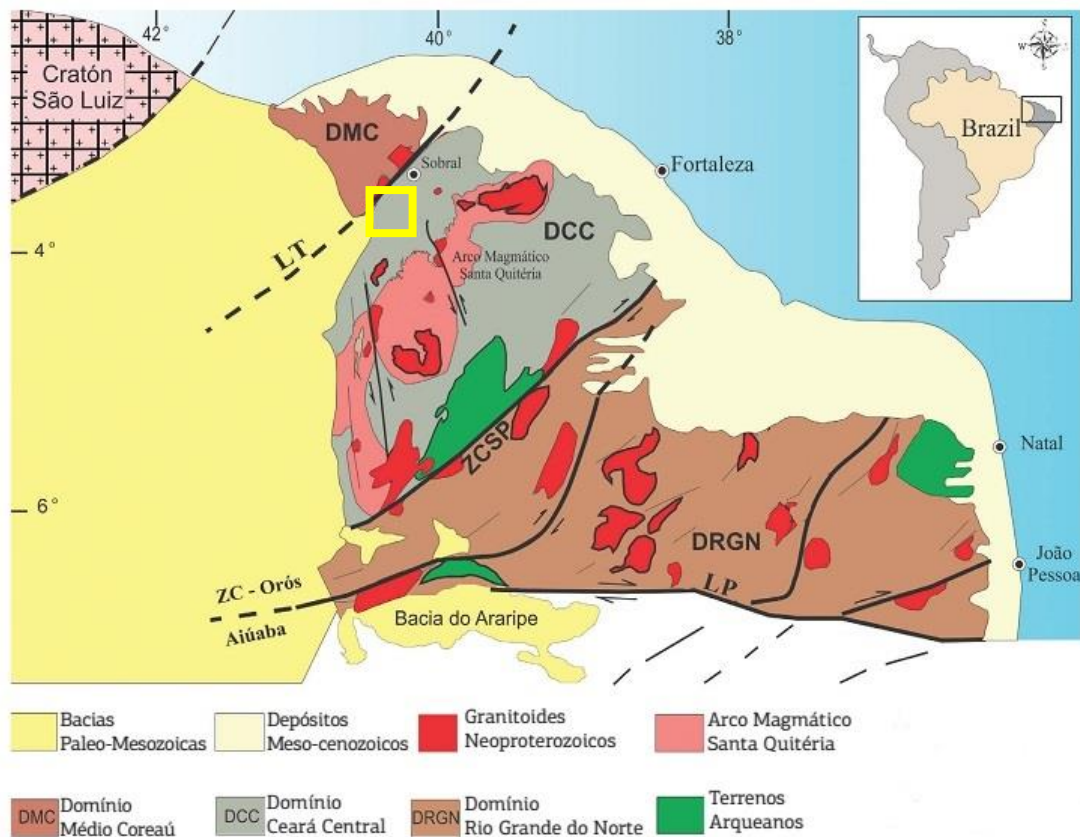 42
40
38
Cratón
São Luiz
DMC
Sobral
Fortaleza
Brazil
N
W
E
S
4°
LT
DCC
Arco Magmático
Santa Quitéria
ZCSP
6°
Natal
DRGN
João
Pessoa
LP
ZC - Orós
Aiúaba
Bacia do Araripe
Bacias
Paleo-Mesozoicas
Depósitos
Meso-cenozoicos
Granitoides
Neoproterozoicos
Arco Magmático
Santa Quitéria
DMC
Domínio
Médio Coreaú
DCC
Domínio
Ceará Central
DRGN
Domínio
Rio Grande do Norte
Terrenos
Arqueanos